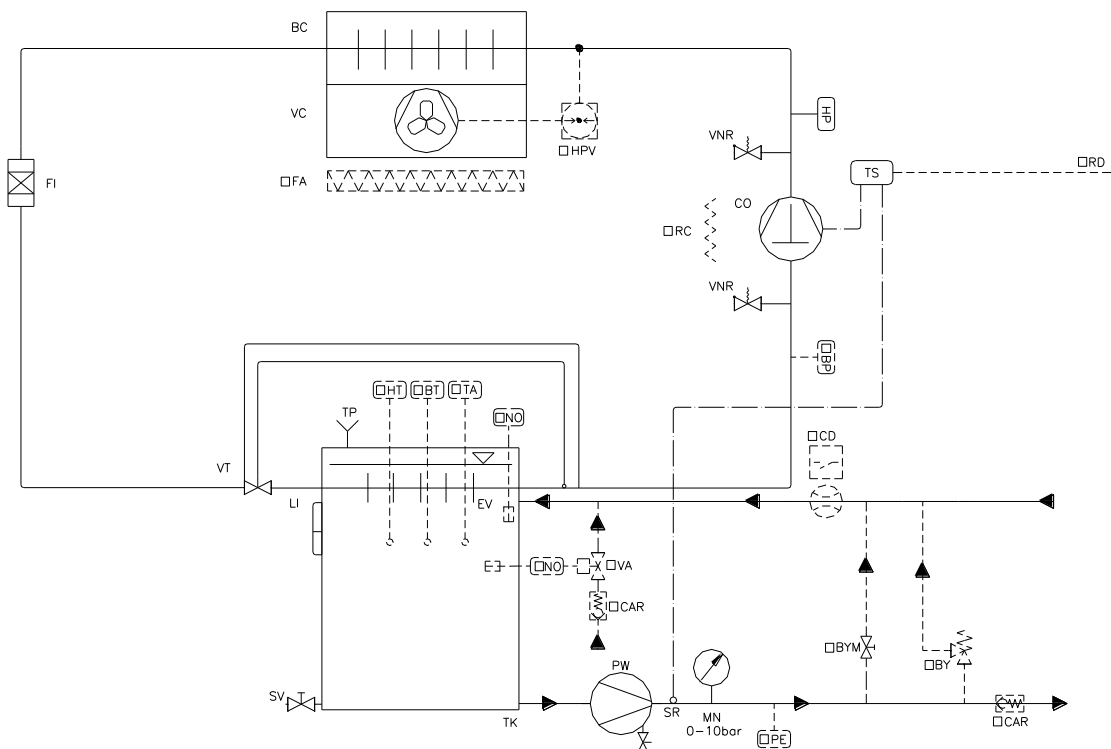 BC
VC
HP
VNR
□HPV
□RD
TS
□FA
FI
CO
□RC
VNR
□BP
□HT
□BT
□TA
TP
□NO
□CD
VT
LI
EV
□NO
□VA
□CAR
□BYM
□BY
PW
SV
SR
MN
0-10bar
TK
□PE
□CAR